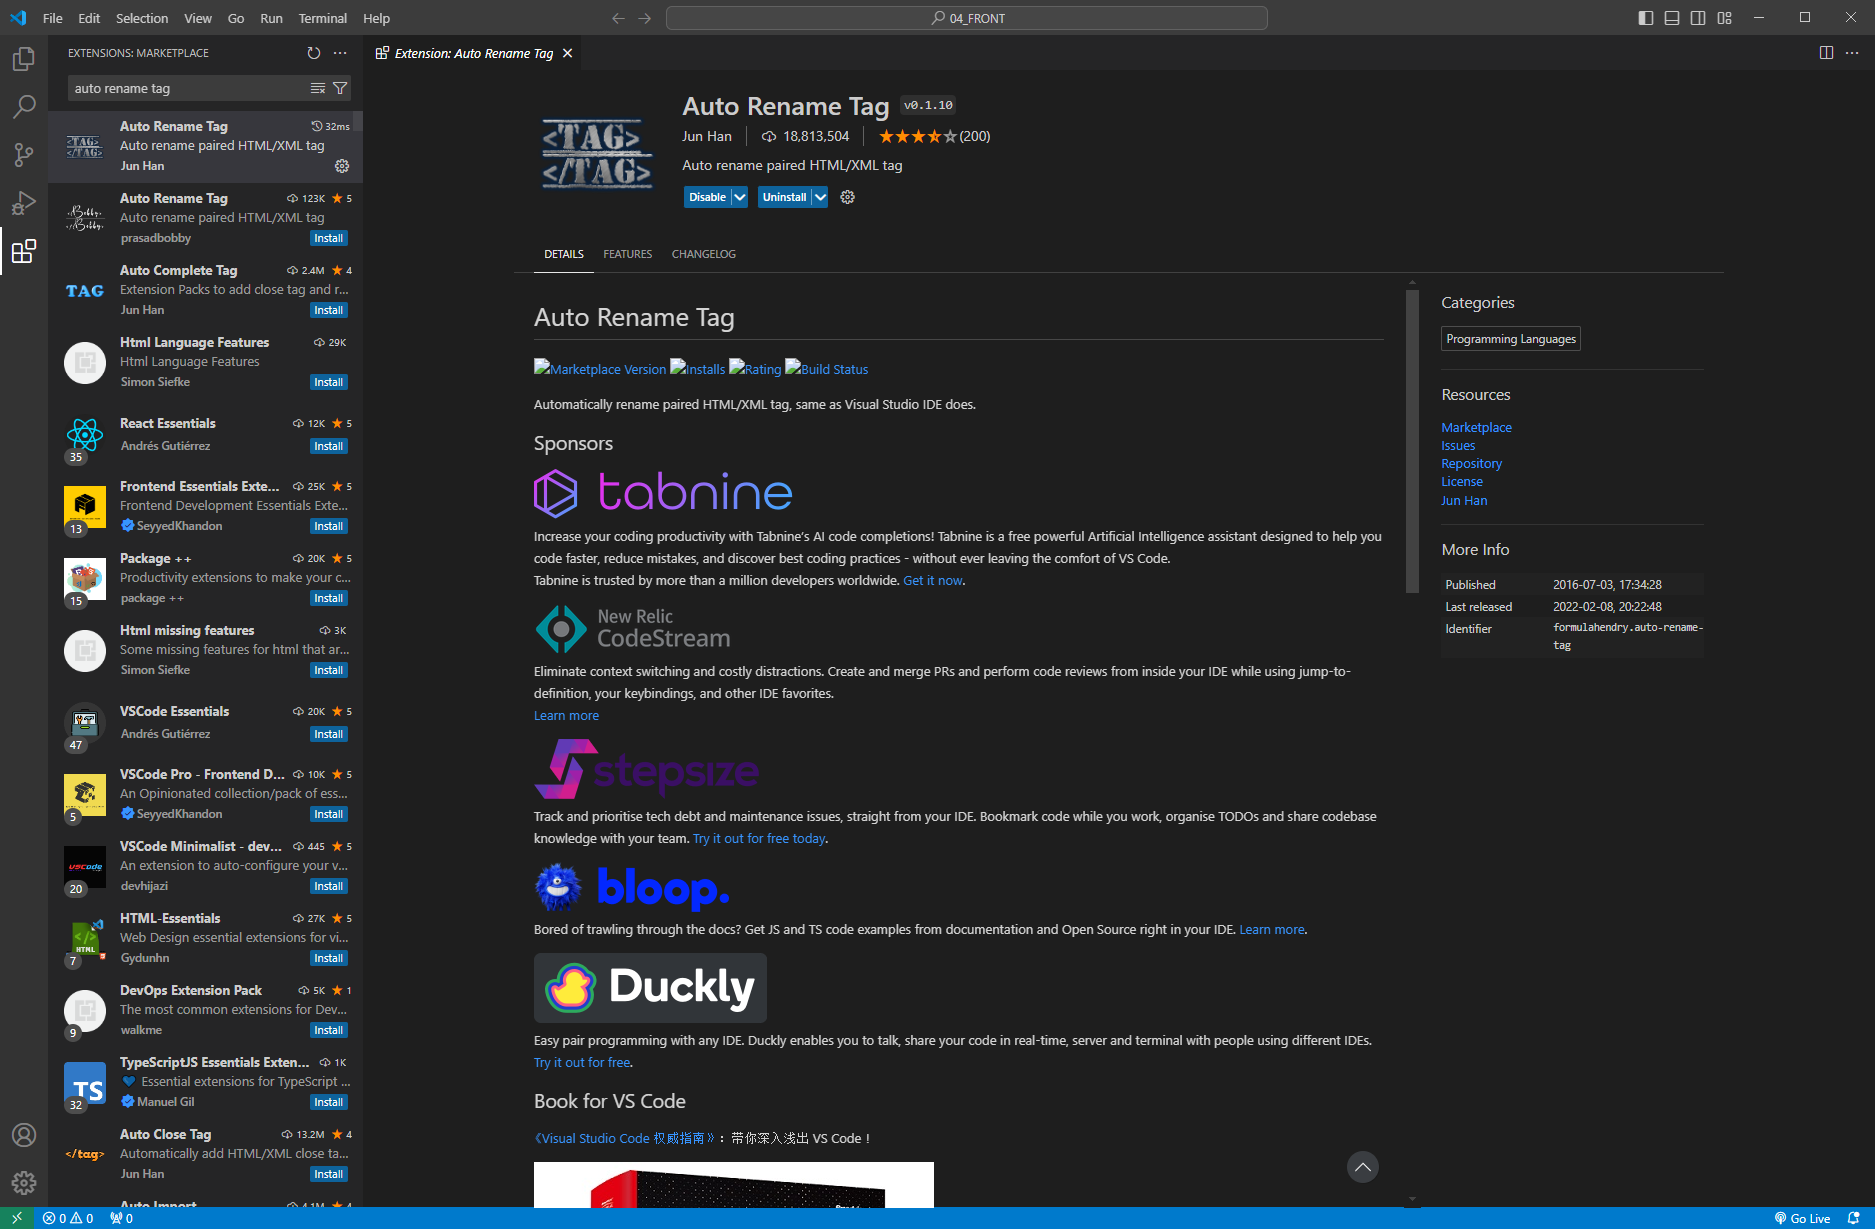 File Edit Selection View Go Run Terminal Help
04_FRONT
EXTENSIONS: MARKETPLACE
auto rename tag
Auto Rename Tag 32ms
Auto rename paired HTML/XML tag
Jun Han
Auto Rename Tag 123K 5
Auto rename paired HTML/XML tag
prasadbobby Install
Auto Complete Tag 2.4M 4
Extension Packs to add close tag and r...
Jun Han Install
Html Language Features 29K
Html Language Features
Simon Siefke Install
React Essentials 12K 5
35
Andrés Gutiérrez Install
Frontend Essentials Exte... 25K 5
Frontend Development Essentials Exte...
13
SeyyedKhandon Install
Package ++ 20K 5
Productivity extensions to make your c...
15
package ++ Install
Html missing features 3K
Some missing features for html that ar...
Simon Siefke Install
VSCode Essentials 20K 5
47
Andrés Gutiérrez Install
VSCode Pro - Frontend D... 10K 5
An Opinionated collection/pack of ess...
5
SeyyedKhandon Install
VSCode Minimalist - dev... 445 5
An extension to auto-configure your v...
20
devhijazi Install
HTML-Essentials 27K 5
Web Design essential extensions for vi...
7
Gydunhn Install
DevOps Extension Pack 5K 1
The most common extensions for Dev...
9
walkme Install
TypeScriptJS Essentials Exten... 1K
Essential extensions for TypeScript ...
TS
32
Manuel Gil Install
Auto Close Tag 13.2M 4
</tag>
Automatically add HTML/XML close ta...
Jun Han Install
Auto Import 4.1M
Extension: Auto Rename Tag
<TAG>
</TAG>
Auto Rename Tag v0.1.10
Jun Han 18,813,504 (200)
Auto rename paired HTML/XML tag
Disable Uninstall
DETAILS FEATURES CHANGELOG
Auto Rename Tag
Marketplace Version Installs Rating Build Status
Automatically rename paired HTML/XML tag, same as Visual Studio IDE does.
Sponsors
tabnine
Increase your coding productivity with Tabnine's AI code completions! Tabnine is a free powerful Artificial Intelligence assistant designed to help you
code faster, reduce mistakes, and discover best coding practices - without ever leaving the comfort of VS Code.
Tabnine is trusted by more than a million developers worldwide. Get it now.
New Relic
CodeStream
Eliminate context switching and costly distractions. Create and merge PRs and perform code reviews from inside your IDE while using jump-to-
definition, your keybindings, and other IDE favorites.
Learn more
stepsize
Track and prioritise tech debt and maintenance issues, straight from your IDE. Bookmark code while you work, organise TODOs and share codebase
knowledge with your team. Try it out for free today.
bloop.
Bored of trawling through the docs? Get JS and TS code examples from documentation and Open Source right in your IDE. Learn more.
Duckly
Easy pair programming with any IDE. Duckly enables you to talk, share your code in real-time, server and terminal with people using different IDEs.
Try it out for free.
Book for VS Code
《Visual Studio Code 权威指南》：带你深入浅出 VS Code！
Categories
Programming Languages
Resources
Marketplace
Issues
Repository
License
Jun Han
More Info
Published 2016-07-03, 17:34:28
Last released 2022-02-08, 20:22:48
Identifier formulahendry.auto-rename-
tag
0 0 0
Go Live